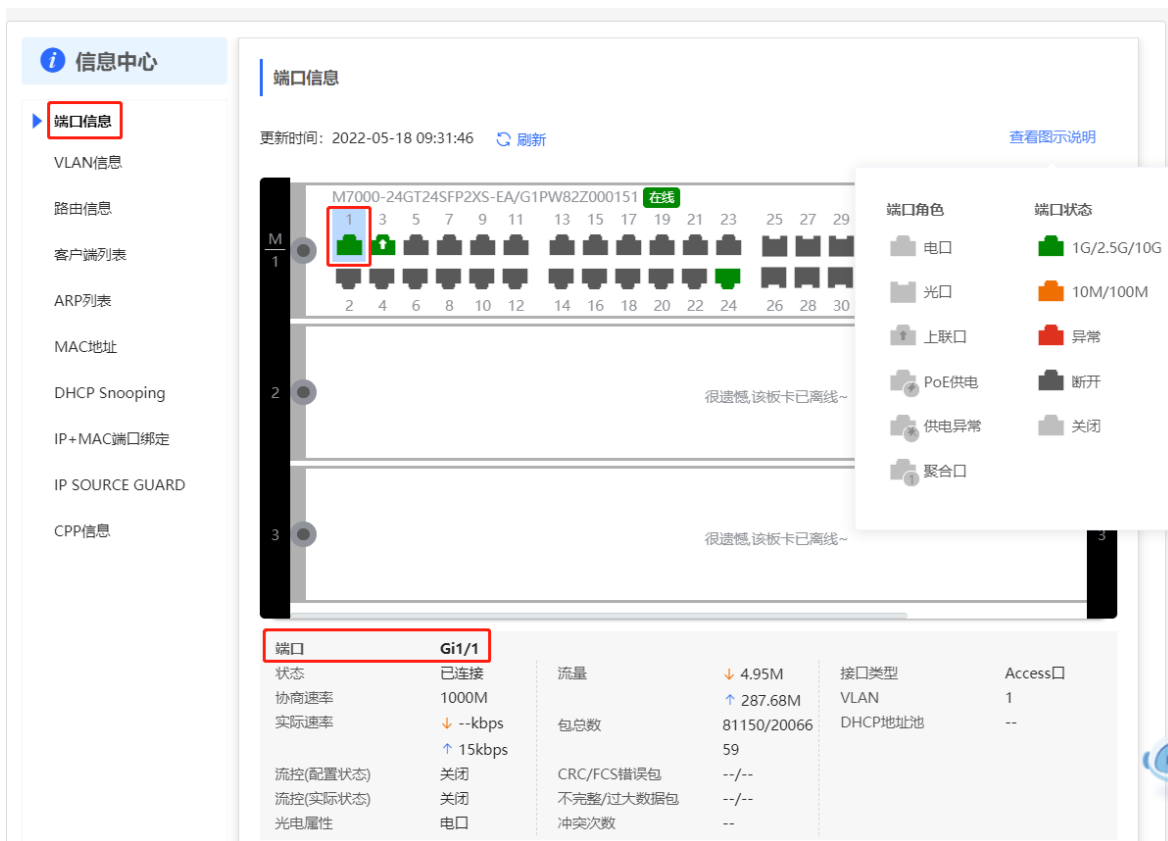 信息中心
端口信息
VLAN信息
路由信息
客户端列表
ARP列表
MAC地址
DHCP Snooping
IP+MAC端口绑定
IP SOURCE GUARD
CPP信息
端口信息
更新时间：2022-05-18 09:31:46 刷新 查看图示说明
M7000-24GT24SFP2XS-EA/G1PW82Z000151 在线
1 3 5 7 9 11 13 15 17 19 21 23 25 27 29
M
1
2 4 6 8 10 12 14 16 18 20 22 24 26 28 30
2 很遗憾,该板卡已离线~
3 很遗憾,该板卡已离线~ 3
端口角色 端口状态
电口 1G/2.5G/10G
光口 10M/100M
上联口 异常
PoE供电 断开
供电异常 关闭
1 聚合口
端口 Gi1/1
状态 已连接 流量 ↓ 4.95M 接口类型 Access口
协商速率 1000M ↑ 287.68M VLAN 1
实际速率 ↓ --kbps 包总数 81150/20066 DHCP地址池 --
↑ 15kbps 59
流控(配置状态) 关闭 CRC/FCS错误包 --/--
流控(实际状态) 关闭 不完整/过大数据包 --/--
光电属性 电口 冲突次数 --